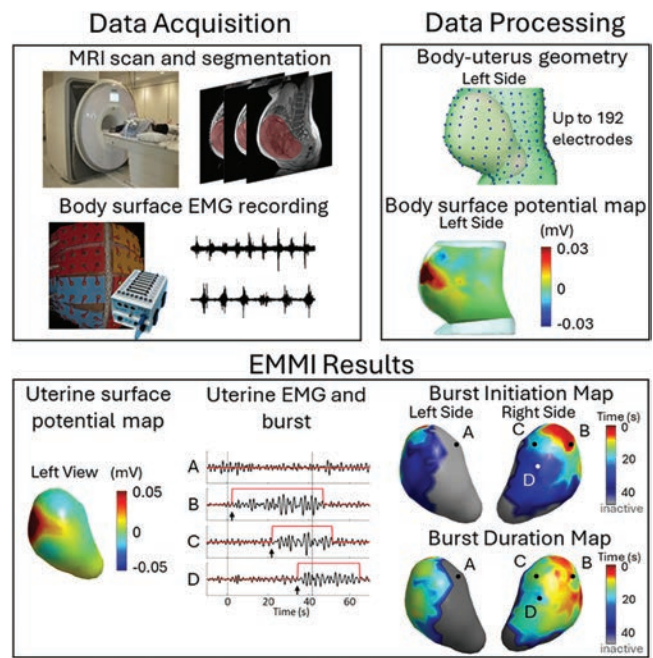 Data Acquisition
MRI scan and segmentation
Body surface EMG recording
Data Processing
Body-uterus geometry
Left Side
Up to 192
electrodes
Body surface potential map
Left Side
(mV)
0.03
0
-0.03
EMMI Results
Uterine surface
potential map
Left View
(mV)
0.05
0
-0.05
Uterine EMG and
burst
A
B
C
D
0 20 40 60
Time (s)
Burst Initiation Map
Left Side Right Side
A
C
B
D
Time (s)
0
20
40
inactive
Burst Duration Map
A
C
B
D
Time (s)
60
40
20
0
inactive